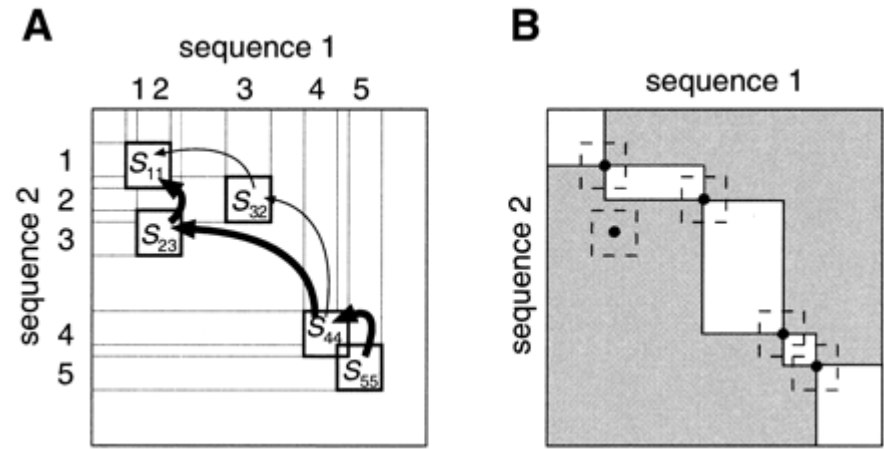 A
sequence 1
1 2 3 4 5
sequence 2
1
2
3
4
5
S11
S32
S23
S44
S55
B
sequence 1
sequence 2